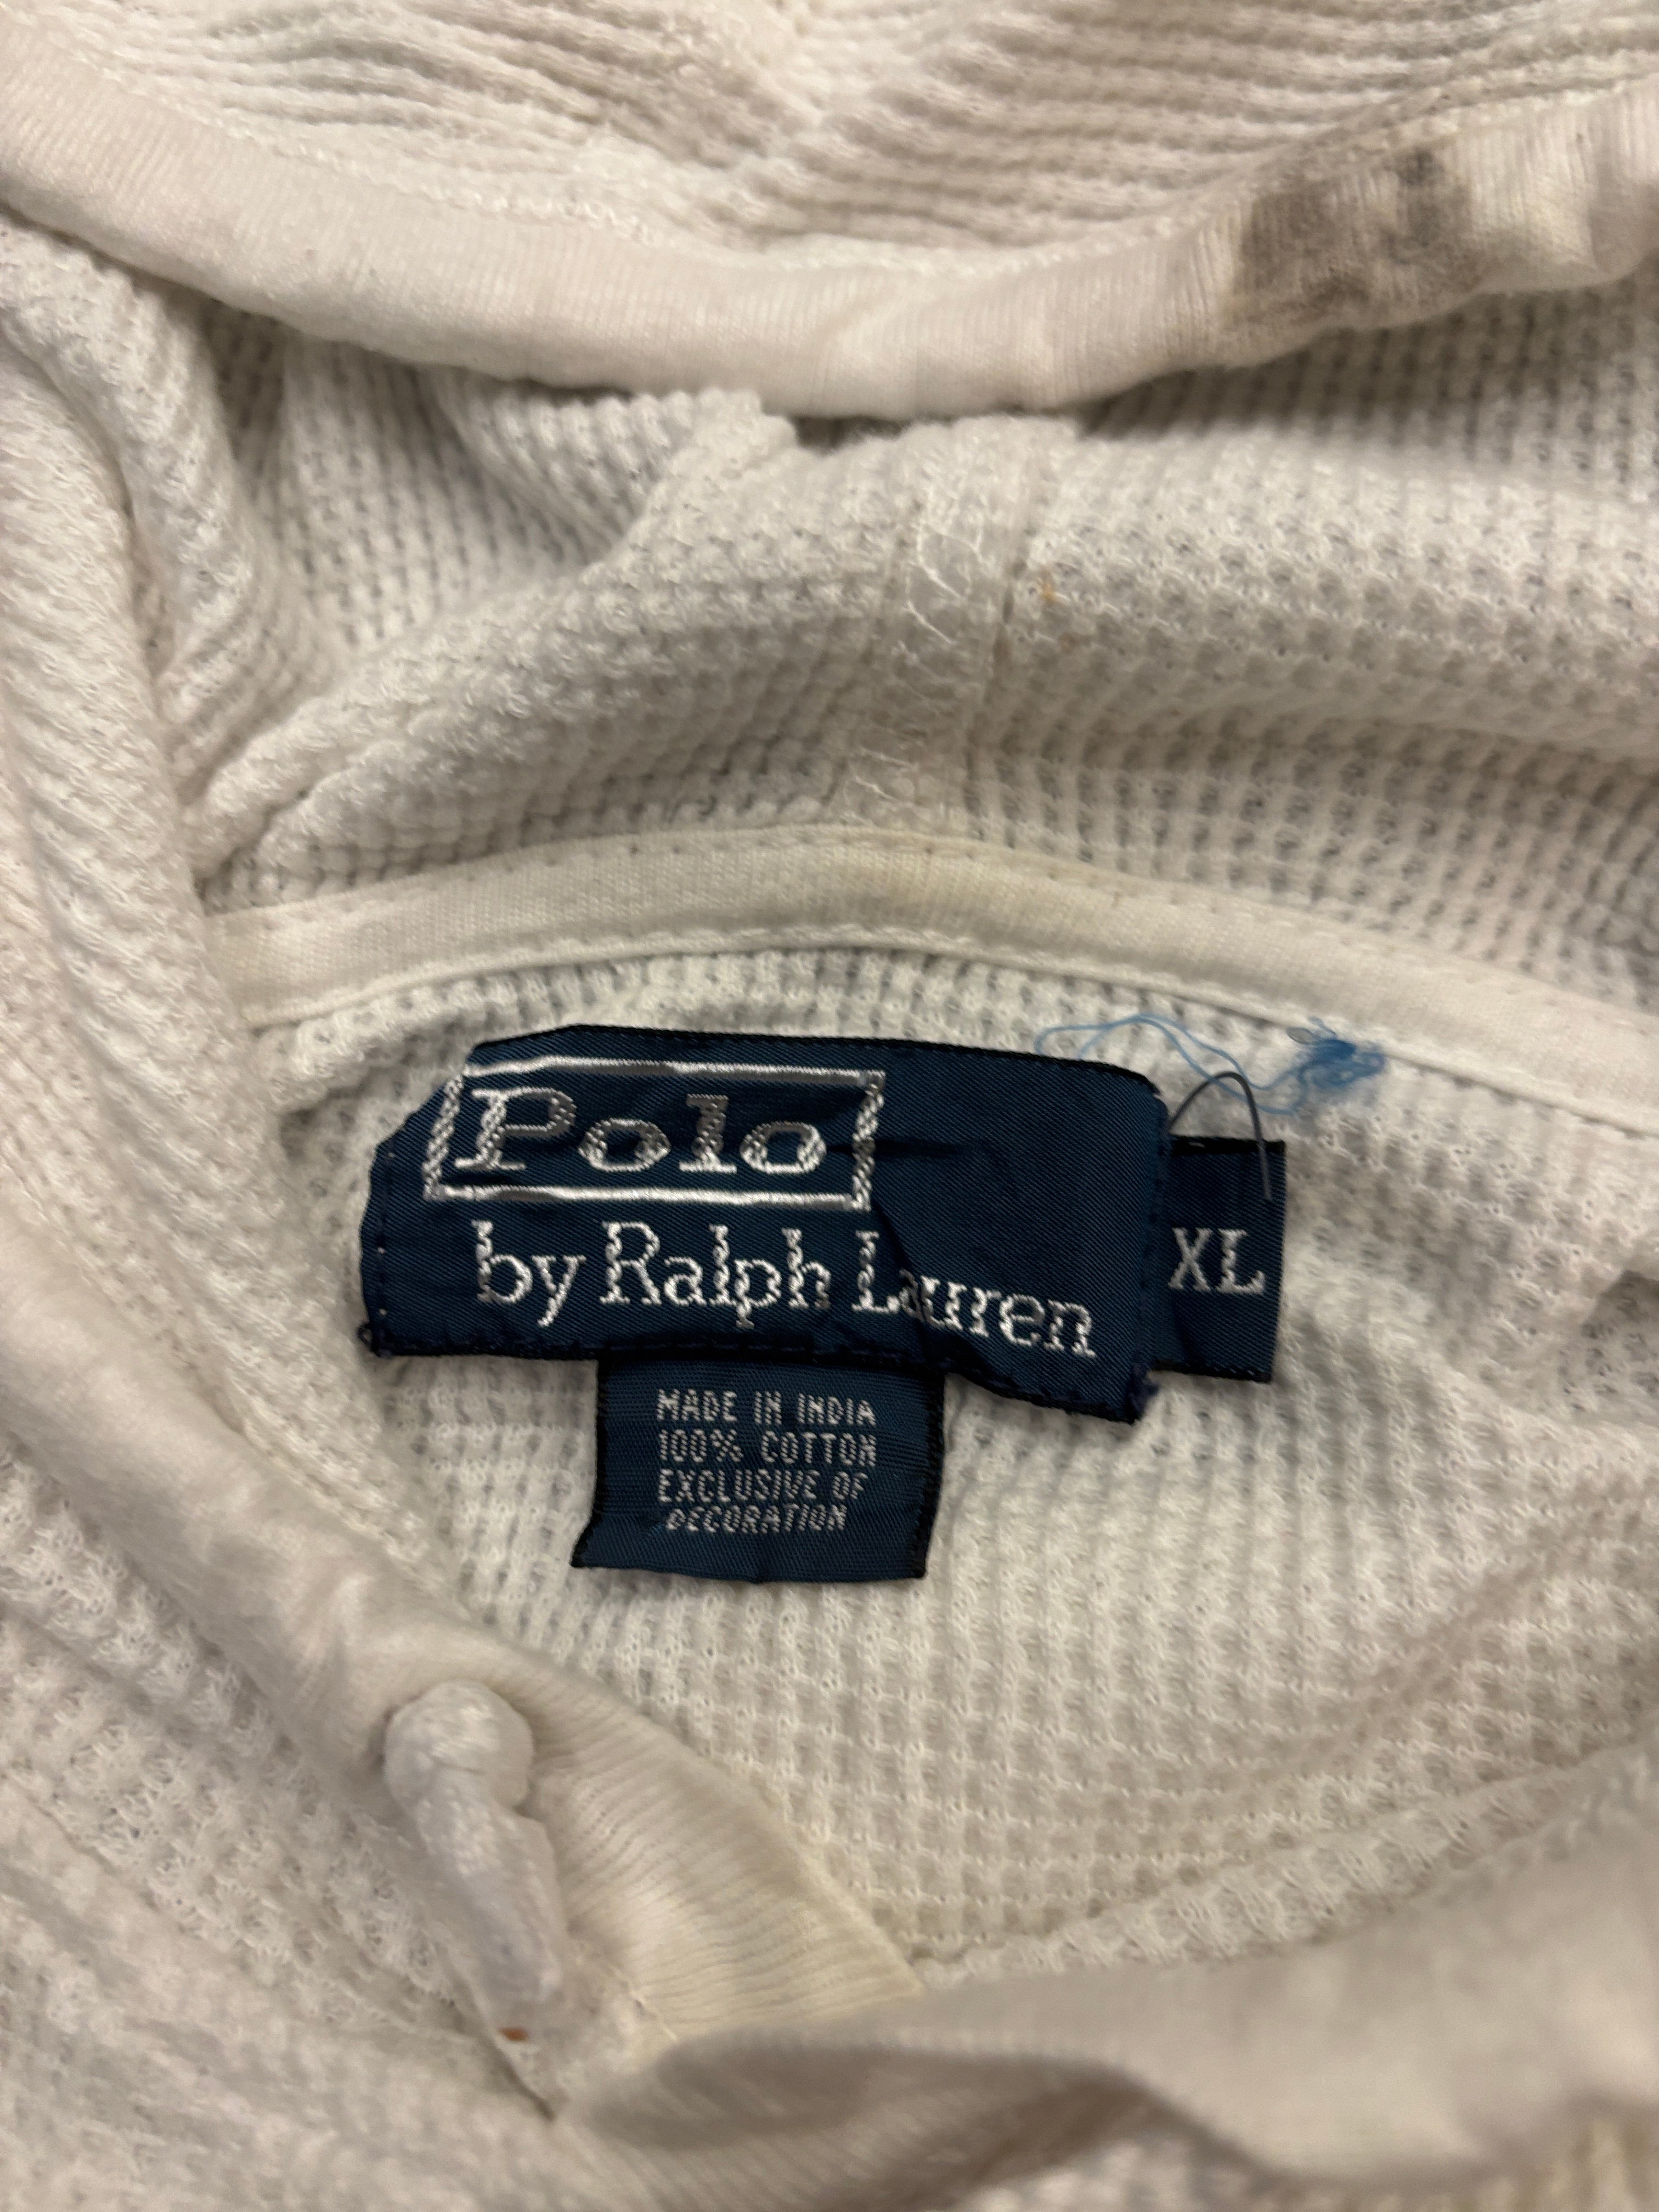 Polo
by Ralph Lauren
XL
MADE IN INDIA
100% COTTON
EXCLUSIVE OF
DECORATION